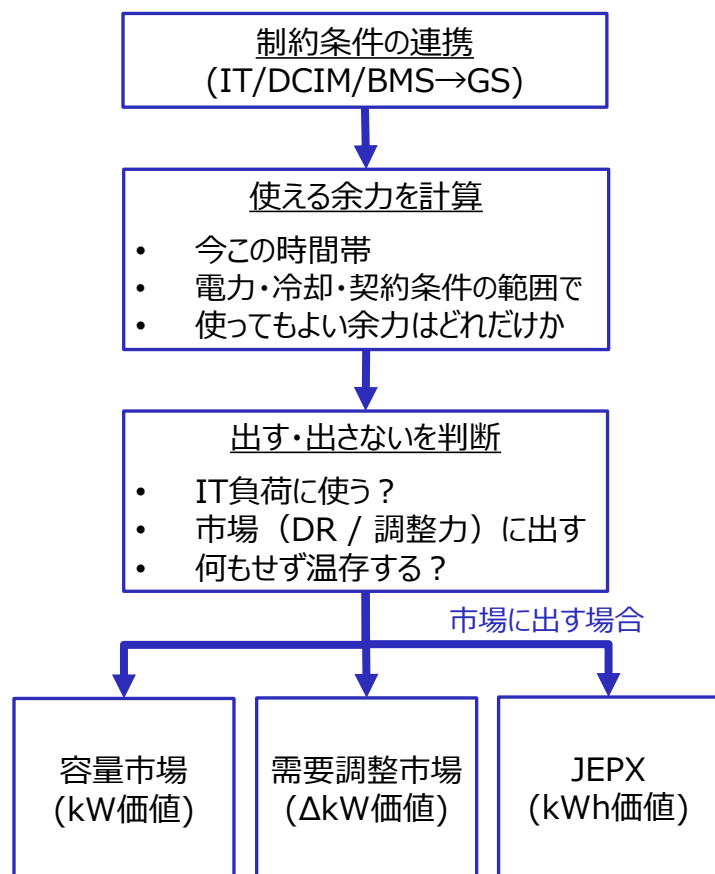 制約条件の連携
(IT/DCIM/BMS→GS)
使える余力を計算
• 今この時間帯
• 電力・冷却・契約条件の範囲で
• 使ってもよい余力はどれだけか
出す・出さないを判断
• IT負荷に使う？
• 市場（DR / 調整力）に出す
• 何もせず温存する？
市場に出す場合
容量市場
(kW価値)
需要調整市場
(ΔkW価値)
JEPX
(kWh価値)